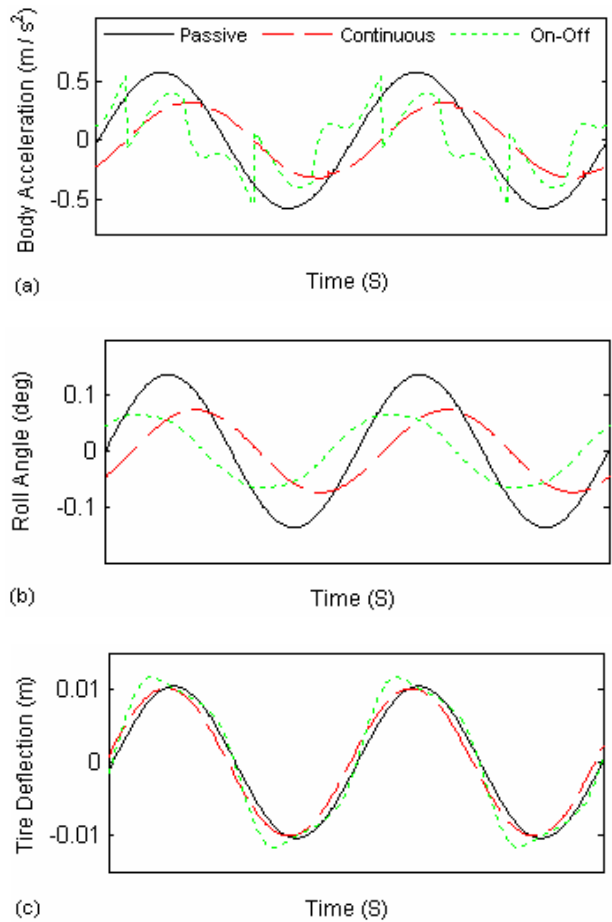 (a)
Passive Continuous On-Off
Body Acceleration (m / s²)
0.5
0
-0.5
Time (S)
(b)
Roll Angle (deg)
0.1
0
-0.1
Time (S)
(c)
Tire Deflection (m)
0.01
0
-0.01
Time (S)